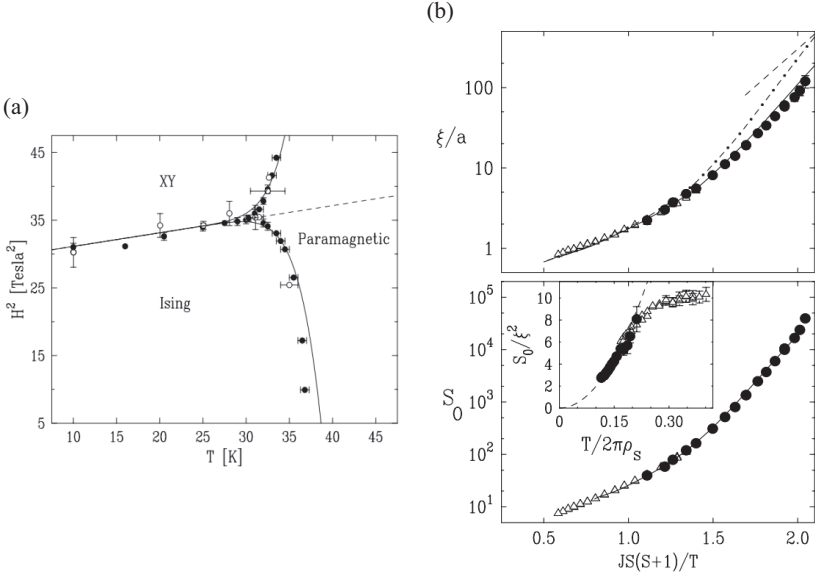 (a)
45
35
25
15
5
H² [Tesla²]
XY
Paramagnetic
Ising
10 15 20 25 30 35 40 45
T [K]
(b)
100
10
1
ξ/a
10⁵
10⁴
10³
10²
10¹
S₀
10
8
6
4
2
0
S₀/ξ²
0 0.15 0.30
T/2πρ_S
0.5 1.0 1.5 2.0
JS(S+1)/T